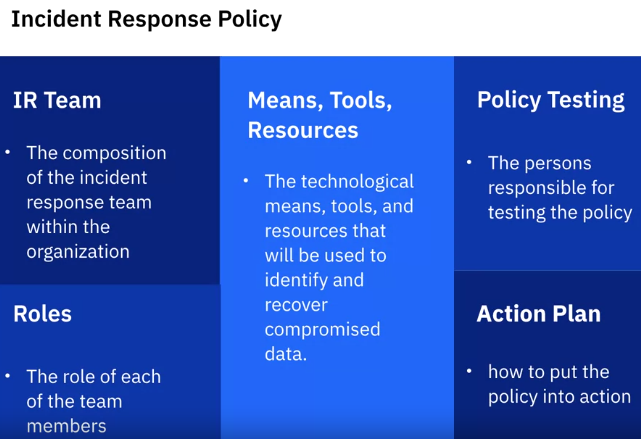 Incident Response Policy
IR Team
• The composition
of the incident
response team
within the
organization
Roles
• The role of each
of the team
members
Means, Tools,
Resources
• The technological
means, tools, and
resources that
will be used to
identify and
recover
compromised
data.
Policy Testing
• The persons
responsible for
testing the policy
Action Plan
• how to put the
policy into action